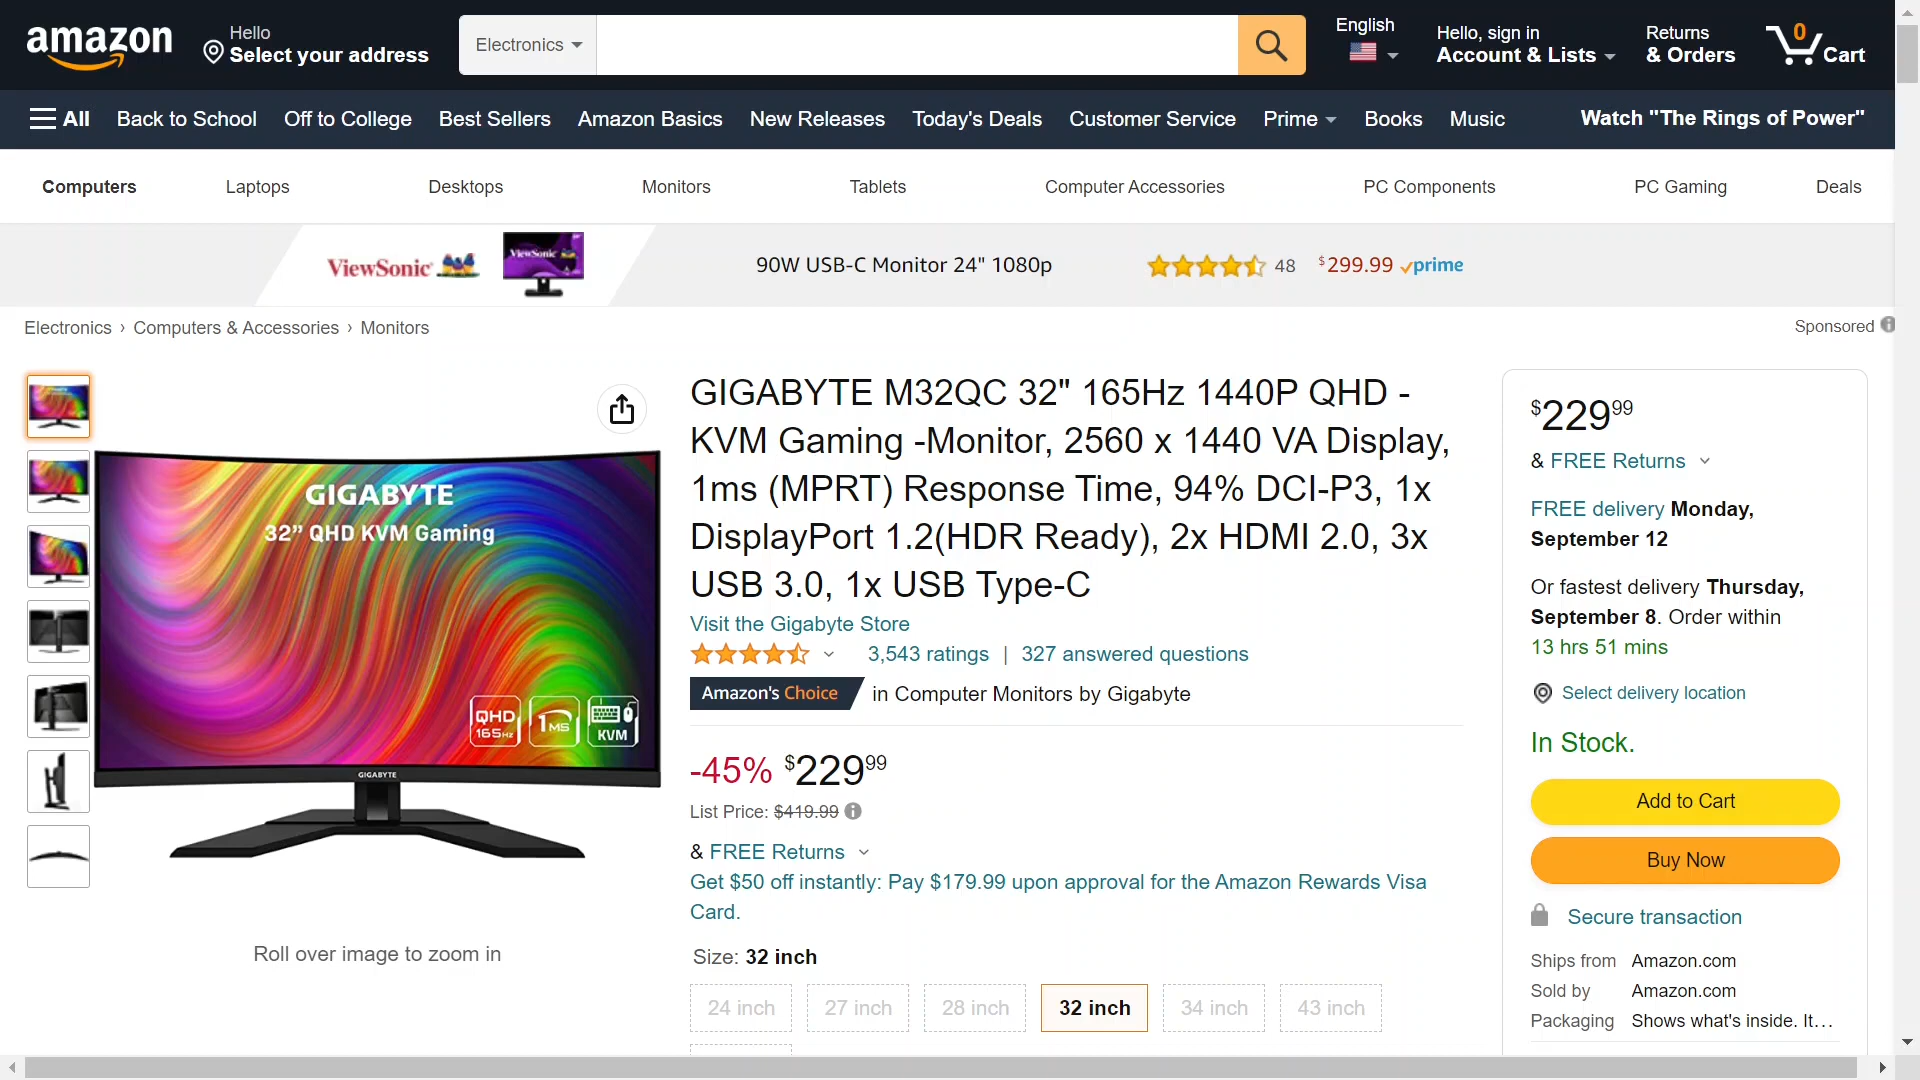 amazon
Hello
Select your address
Electronics
English
Hello, sign in
Account & Lists
Returns
& Orders
0
Cart
All
Back to School
Off to College
Best Sellers
Amazon Basics
New Releases
Today's Deals
Customer Service
Prime
Books
Music
Watch "The Rings of Power"
Computers
Laptops
Desktops
Monitors
Tablets
Computer Accessories
PC Components
PC Gaming
Deals
ViewSonic
ViewSonic
90W USB-C Monitor 24" 1080p
48
$299.99
prime
Electronics › Computers & Accessories › Monitors
Sponsored
GIGABYTE
32” QHD KVM Gaming
QHD
165Hz
1MS
KVM
GIGABYTE
Roll over image to zoom in
GIGABYTE M32QC 32" 165Hz 1440P QHD -
KVM Gaming -Monitor, 2560 x 1440 VA Display,
1ms (MPRT) Response Time, 94% DCI-P3, 1x
DisplayPort 1.2(HDR Ready), 2x HDMI 2.0, 3x
USB 3.0, 1x USB Type-C
Visit the Gigabyte Store
3,543 ratings | 327 answered questions
Amazon's Choice in Computer Monitors by Gigabyte
-45% $229 99
List Price: $419.99
& FREE Returns
Get $50 off instantly: Pay $179.99 upon approval for the Amazon Rewards Visa
Card.
Size: 32 inch
24 inch
27 inch
28 inch
32 inch
34 inch
43 inch
$229 99
& FREE Returns
FREE delivery Monday,
September 12
Or fastest delivery Thursday,
September 8. Order within
13 hrs 51 mins
Select delivery location
In Stock.
Add to Cart
Buy Now
Secure transaction
Ships from Amazon.com
Sold by Amazon.com
Packaging Shows what's inside. It…